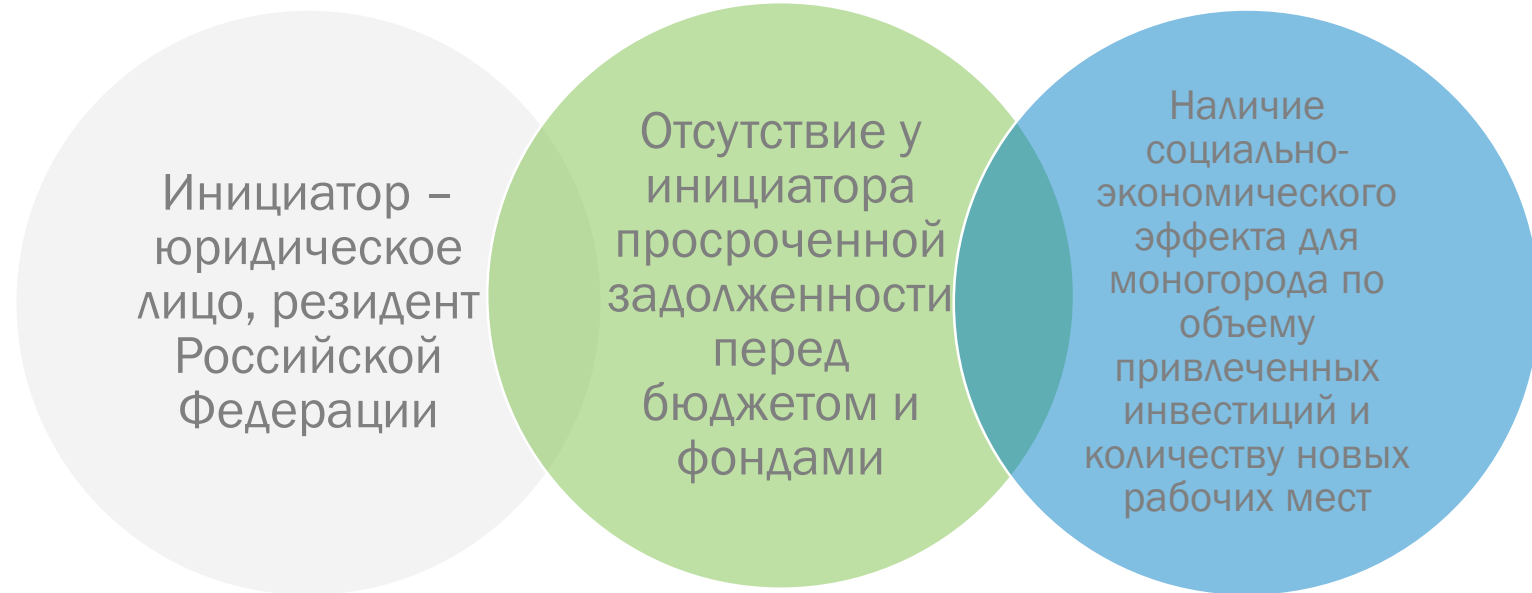 Инициатор –
юридическое
лицо, резидент
Российской
Федерации
Отсутствие у
инициатора
просроченной
задолженности
перед
бюджетом и
фондами
Наличие
социально-
экономического
эффекта для
моногорода по
объему
привлеченных
инвестиций и
количеству новых
рабочих мест